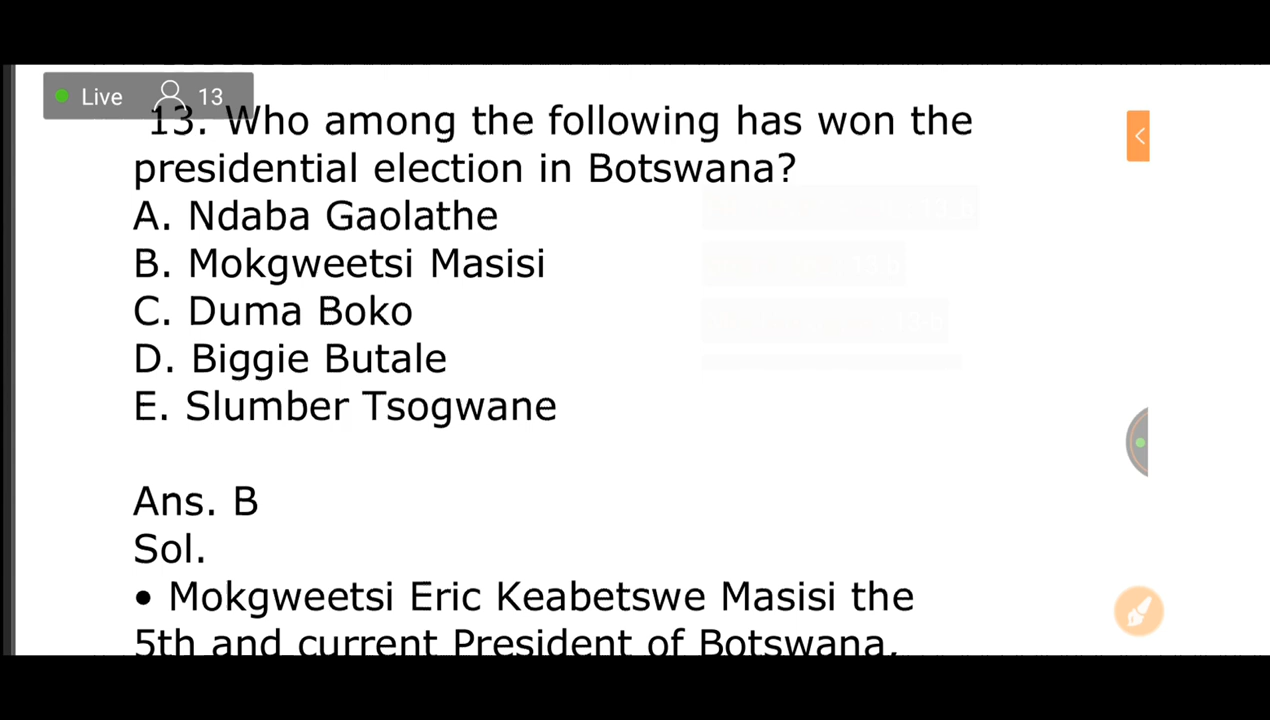 Live 13
13. Who among the following has won the
presidential election in Botswana?
A. Ndaba Gaolathe
B. Mokgweetsi Masisi
C. Duma Boko
D. Biggie Butale
E. Slumber Tsogwane
Ans. B
Sol.
• Mokgweetsi Eric Keabetswe Masisi the
5th and current President of Botswana,